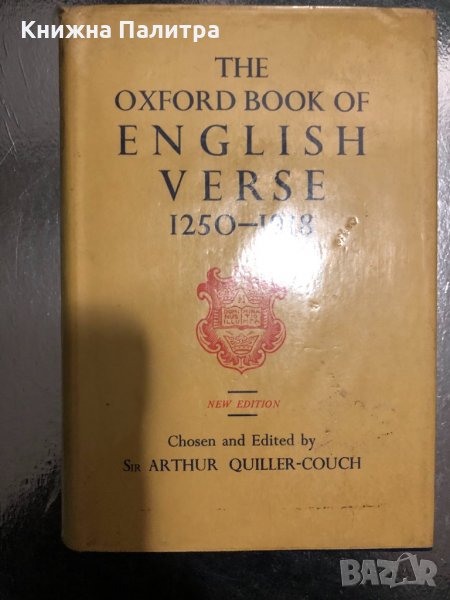 Книжна Палитра
THE
OXFORD BOOK OF
ENGLISH
VERSE
1250–1918
NEW EDITION
Chosen and Edited by
Sir ARTHUR QUILLER-COUCH
BAZAR